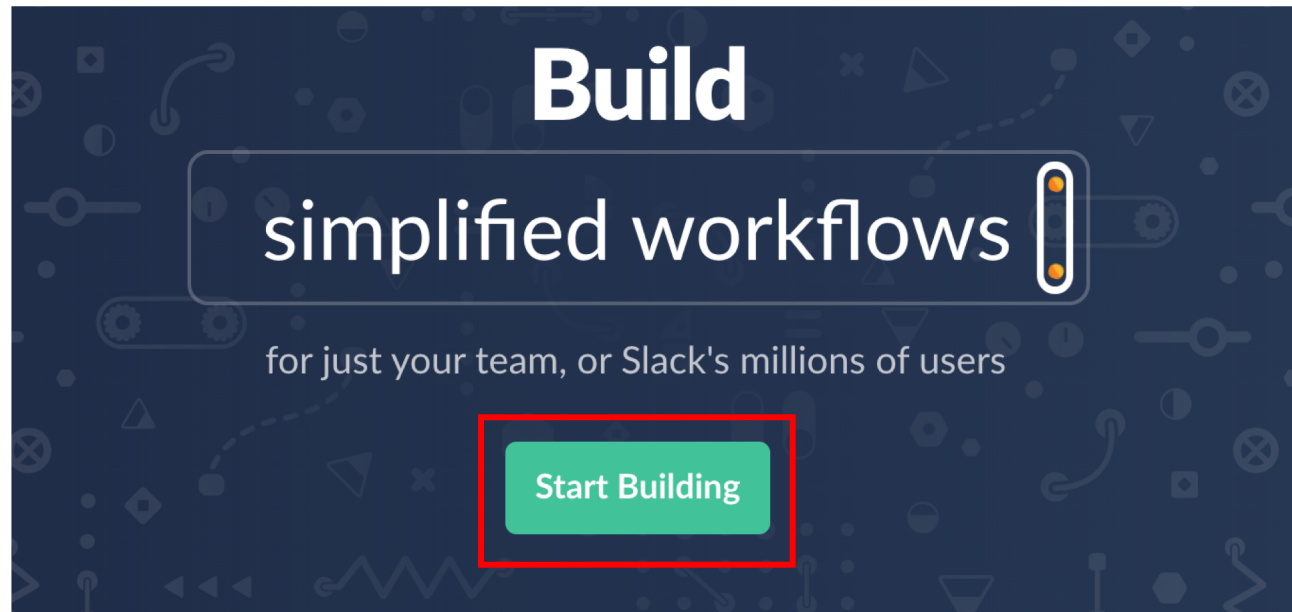 Build
simplified workflows
for just your team, or Slack's millions of users
Start Building